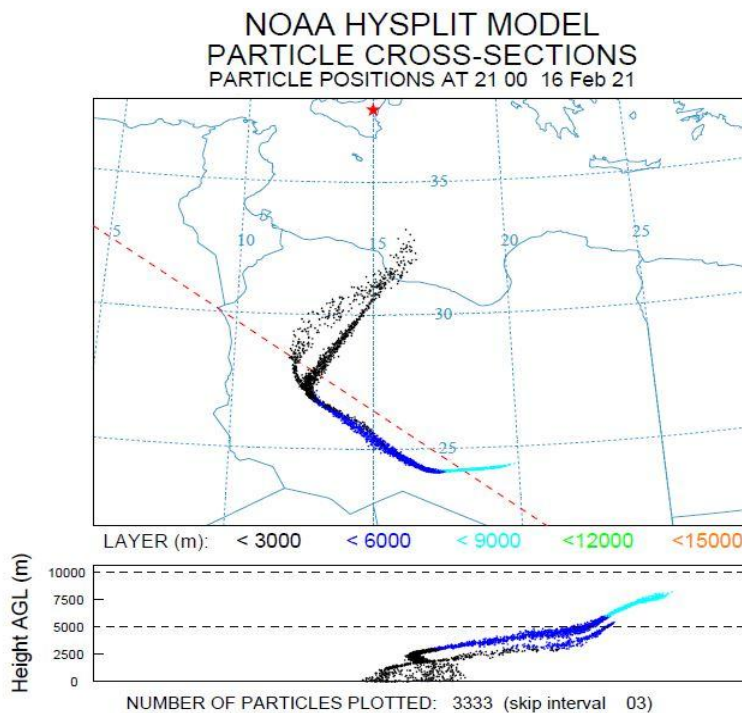 NOAA HYSPLIT MODEL
PARTICLE CROSS-SECTIONS
PARTICLE POSITIONS AT 21 00 16 Feb 21
35
5
10
15
20
25
30
25
LAYER (m): < 3000 < 6000 < 9000 <12000 <15000
Height AGL (m)
10000
7500
5000
2500
0
NUMBER OF PARTICLES PLOTTED: 3333 (skip interval 03)